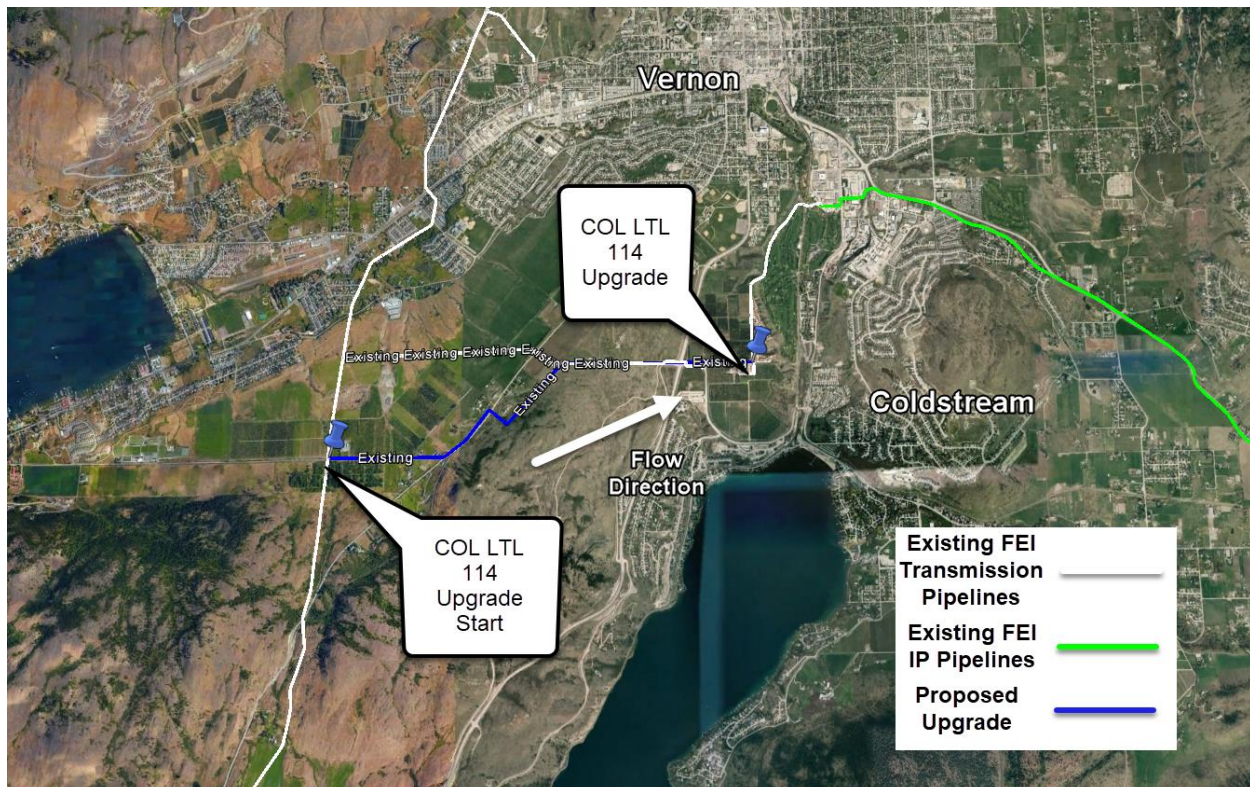 Vernon
COL LTL
114
Upgrade
Existing Existing Existing Existing Existing
Existing
Existing
Existing
Coldstream
Flow
Direction
COL LTL
114
Upgrade
Start
Existing FEI
Transmission
Pipelines
Existing FEI
IP Pipelines
Proposed
Upgrade